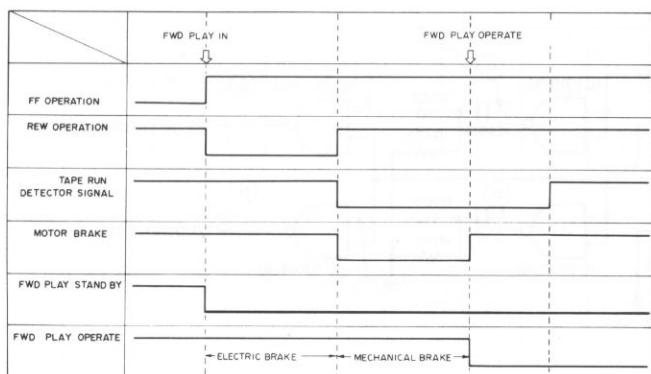 FWD PLAY IN
FWD PLAY OPERATE
FF OPERATION
REW OPERATION
TAPE RUN
DETECTOR SIGNAL
MOTOR BRAKE
FWD PLAY STAND BY
FWD PLAY OPERATE
ELECTRIC BRAKE
MECHANICAL BRAKE